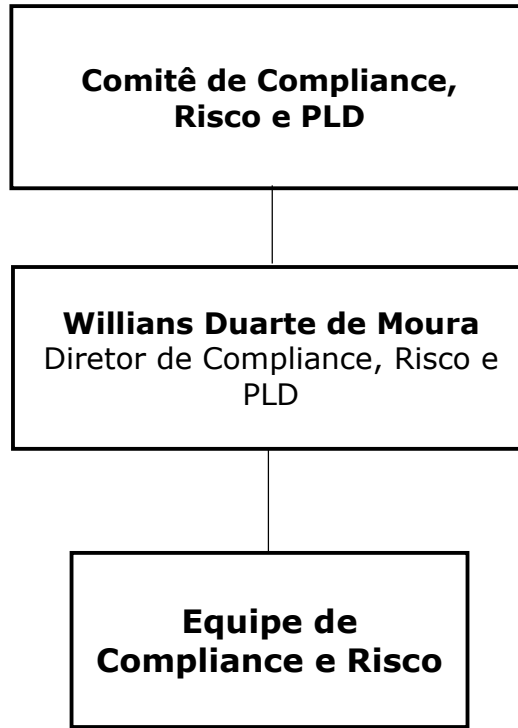 Comitê de Compliance,
Risco e PLD
Willians Duarte de Moura
Diretor de Compliance, Risco e
PLD
Equipe de
Compliance e Risco